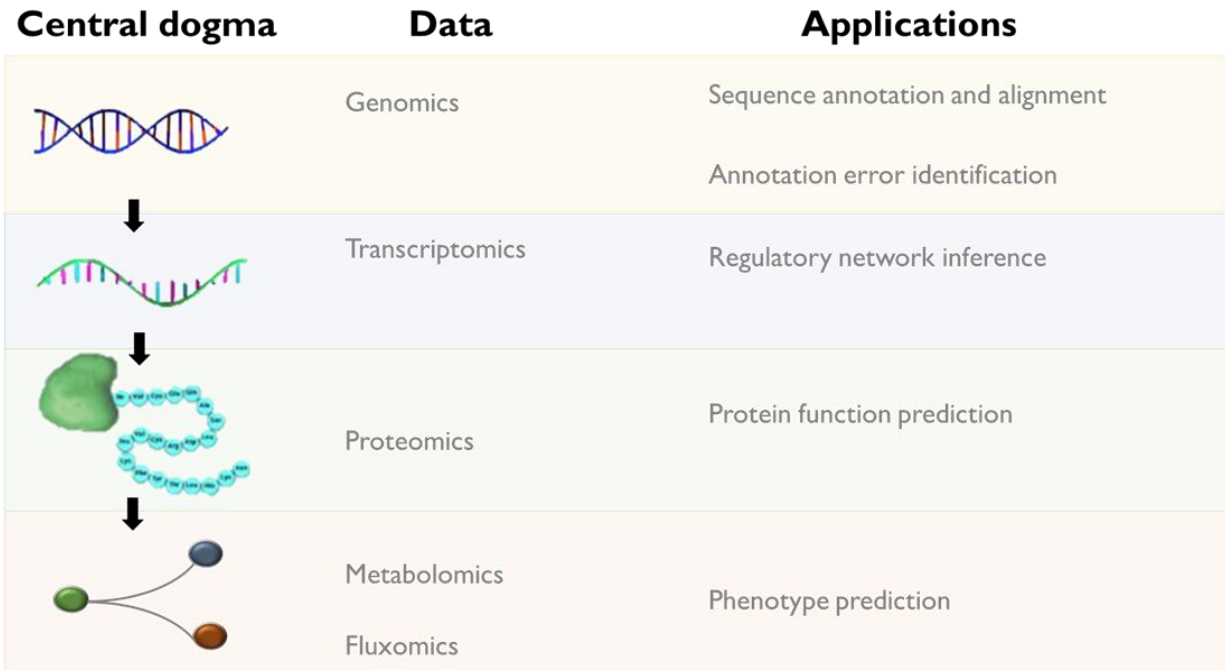 Central dogma
Data
Applications
Genomics
Sequence annotation and alignment
Annotation error identification
Transcriptomics
Regulatory network inference
Proteomics
Protein function prediction
Metabolomics
Fluxomics
Phenotype prediction